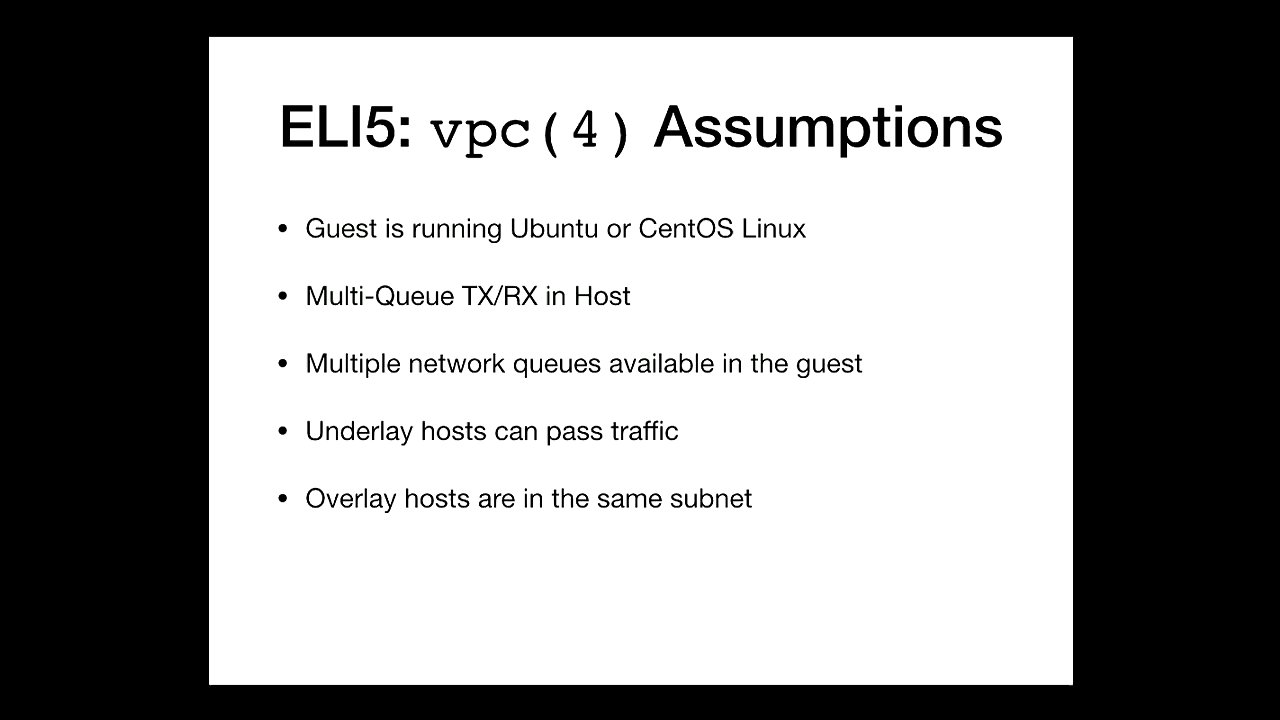 ELI5: vpc(4) Assumptions
• Guest is running Ubuntu or CentOS Linux
• Multi-Queue TX/RX in Host
• Multiple network queues available in the guest
• Underlay hosts can pass traffic
• Overlay hosts are in the same subnet